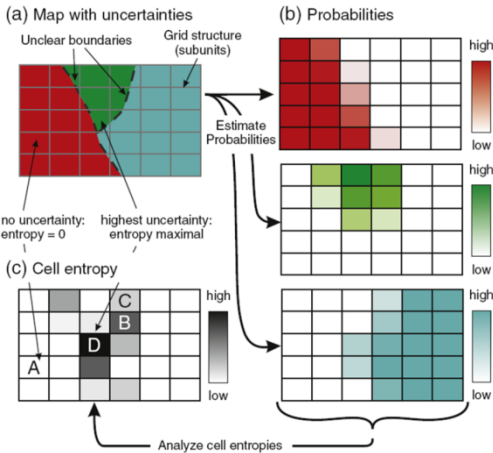 (a) Map with uncertainties
Unclear boundaries
Grid structure
(subunits)
(b) Probabilities
high
low
Estimate
Probabilities
high
low
no uncertainty:
entropy = 0
highest uncertainty:
entropy maximal
(c) Cell entropy
high
low
C
B
D
A
high
low
Analyze cell entropies